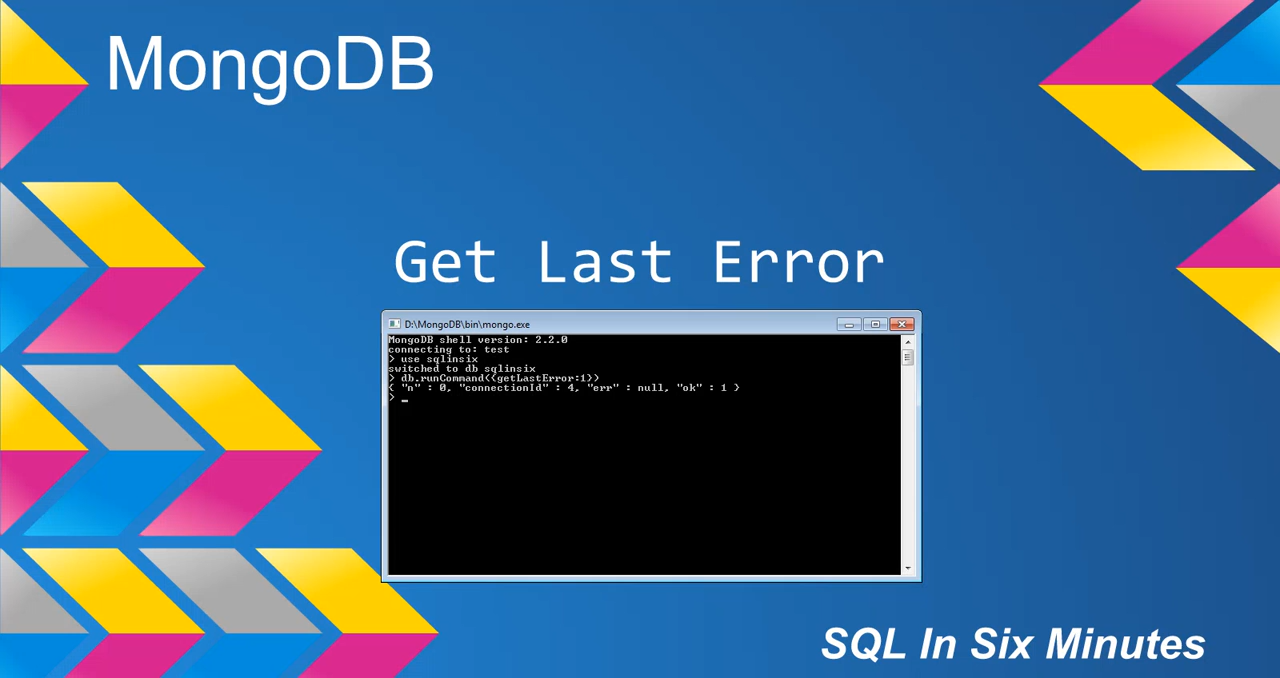 MongoDB
Get Last Error
D:\MongoDB\bin\mongo.exe
MongoDB shell version: 2.2.0
connecting to: test
> use sqlinsix
switched to db sqlinsix
> db.runCommand({getLastError:1})
{ "n" : 0, "connectionId" : 4, "err" : null, "ok" : 1 }
> _
SQL In Six Minutes